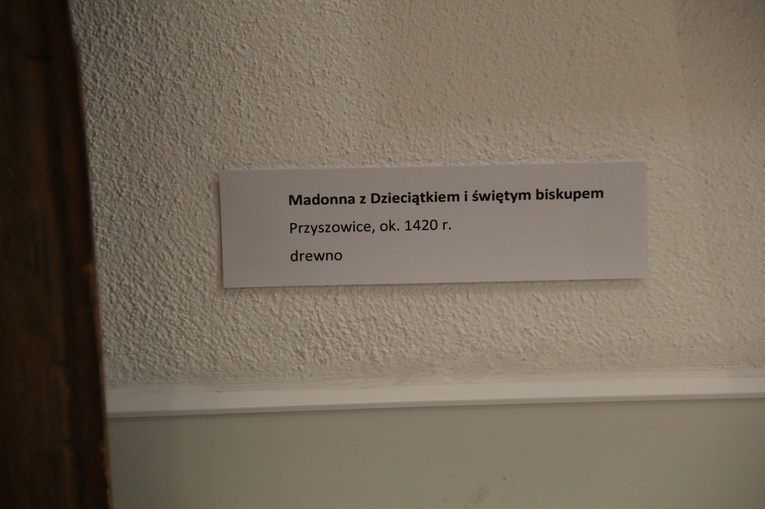 Madonna z Dzieciątkiem i świętym biskupem
Przyszowice, ok. 1420 r.
drewno